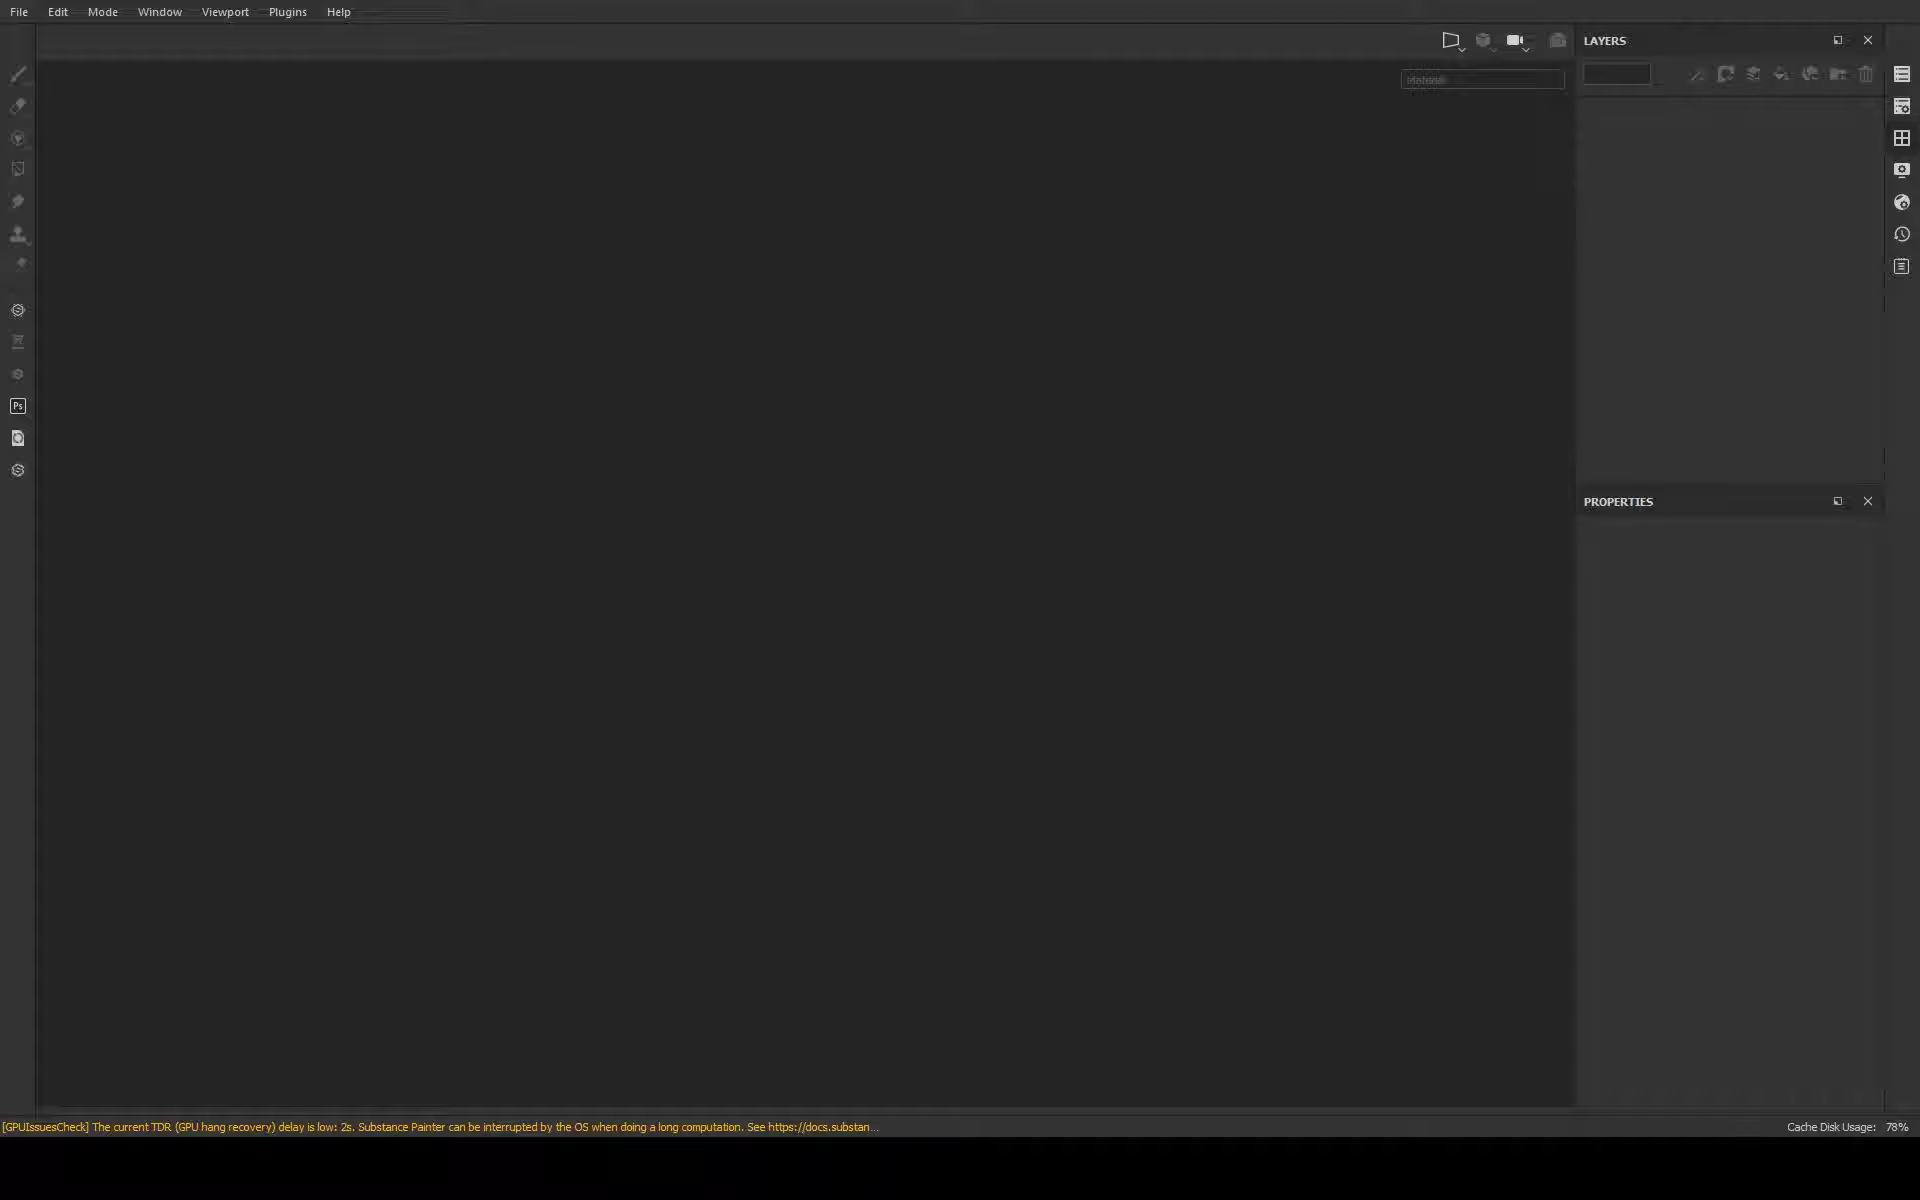 File Edit Mode Window Viewport Plugins Help
LAYERS
Material
Ps
PROPERTIES
[GPUIssuesCheck] The current TDR (GPU hang recovery) delay is low: 2s. Substance Painter can be interrupted by the OS when doing a long computation. See https://docs.substan...
Cache Disk Usage: 78%